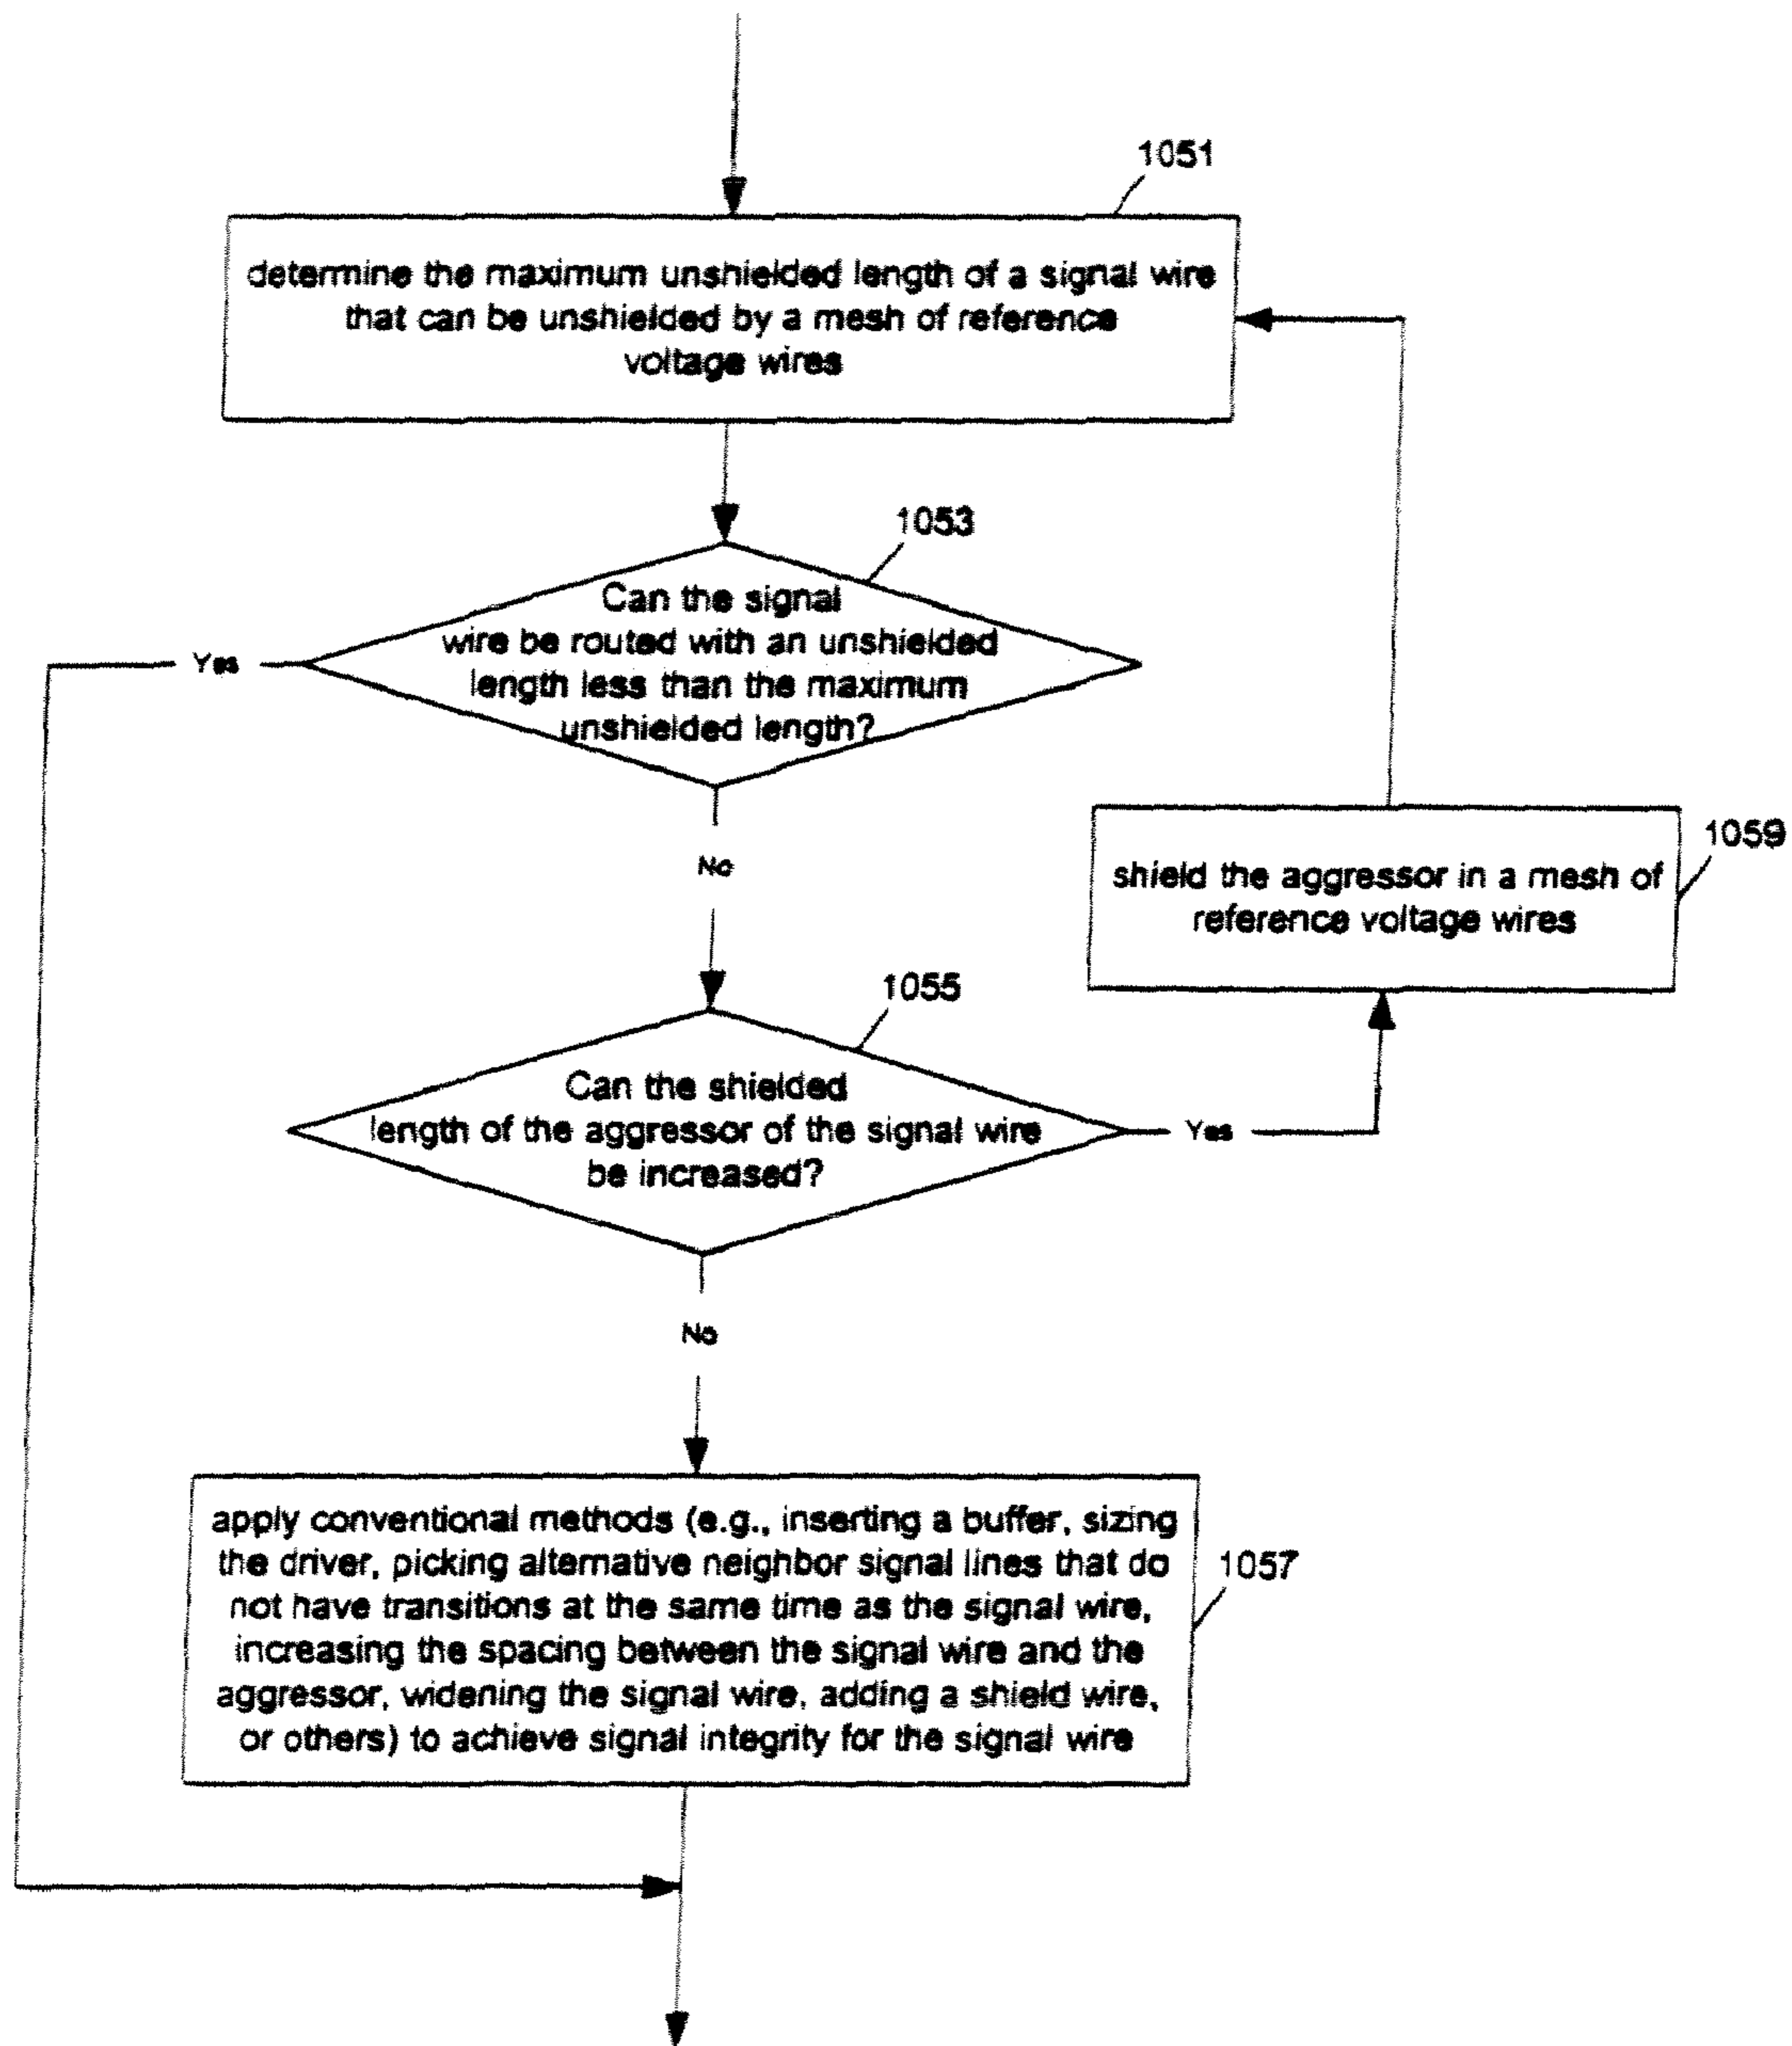 1051
determine the maximum unshielded length of a signal wire
that can be unshielded by a mesh of reference
voltage wires
1053
Can the signal
wire be routed with an unshielded
length less than the maximum
unshielded length?
Yes
No
1059
shield the aggressor in a mesh of
reference voltage wires
1055
Can the shielded
length of the aggressor of the signal wire
be increased?
Yes
No
apply conventional methods (e.g., inserting a buffer, sizing
the driver, picking alternative neighbor signal lines that do
not have transitions at the same time as the signal wire,
increasing the spacing between the signal wire and the
aggressor, widening the signal wire, adding a shield wire,
or others) to achieve signal integrity for the signal wire
1057